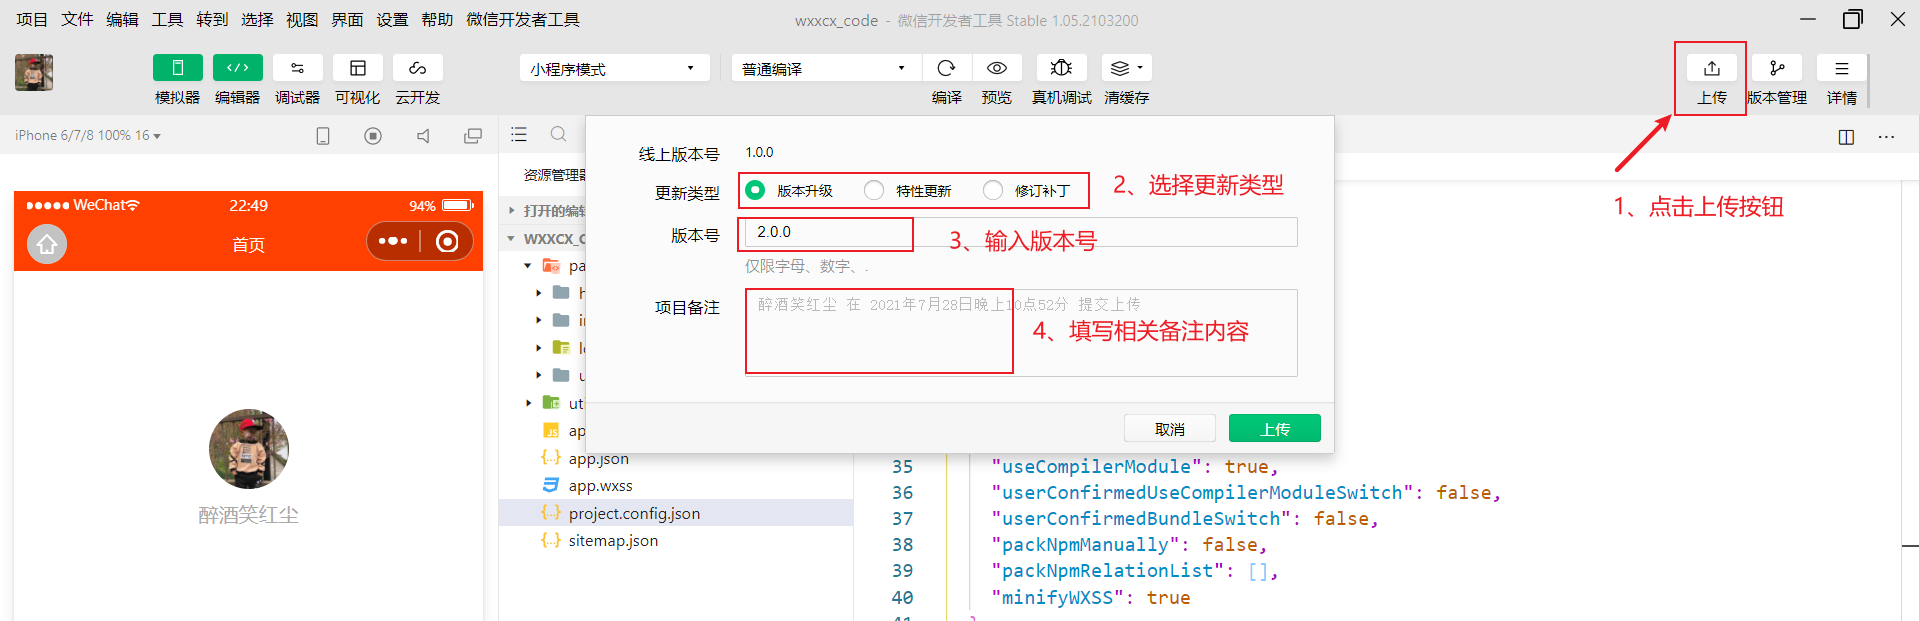 项目 文件 编辑 工具 转到 选择 视图 界面 设置 帮助 微信开发者工具
wxxcx_code - 微信开发者工具 Stable 1.05.2103200
模拟器 编辑器 调试器 可视化 云开发
小程序模式
普通编译
编译 预览 真机调试 清缓存
上传 版本管理 详情
iPhone 6/7/8 100% 16
WeChat
22:49
94%
首页
醉酒笑红尘
资源管理器
打开的编辑
WXXCX_C
pa
h
i
l
u
ut
ap
app.json
app.wxss
project.config.json
sitemap.json
线上版本号 1.0.0
更新类型 版本升级 特性更新 修订补丁
版本号 2.0.0
仅限字母、数字、.
项目备注 醉酒笑红尘 在 2021年7月28日晚上10点52分 提交上传
取消 上传
1、点击上传按钮
2、选择更新类型
3、输入版本号
4、填写相关备注内容
35 "useCompilerModule": true,
36 "userConfirmedUseCompilerModuleSwitch": false,
37 "userConfirmedBundleSwitch": false,
38 "packNpmManually": false,
39 "packNpmRelationList": [],
40 "minifyWXSS": true